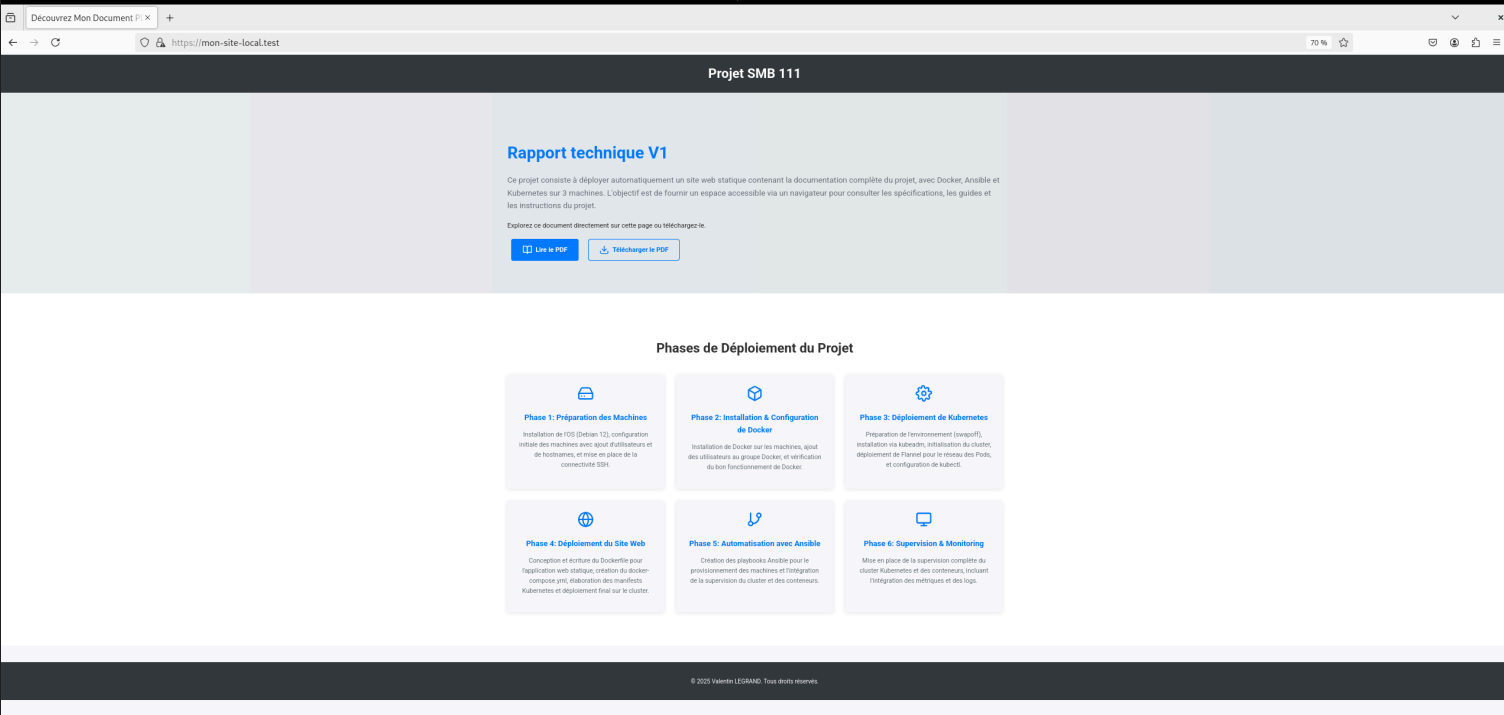 Découvrez Mon Document P
https://mon-site-local.test
70 %
Projet SMB 111
Rapport technique V1
Ce projet consiste à déployer automatiquement un site web statique contenant la documentation complète du projet, avec Docker, Ansible et
Kubernetes sur 3 machines. L'objectif est de fournir un espace accessible via un navigateur pour consulter les spécifications, les guides et
les instructions du projet.
Explorez ce document directement sur cette page ou téléchargez-le.
Lire le PDF
Télécharger le PDF
Phases de Déploiement du Projet
Phase 1: Préparation des Machines
Installation de l'OS (Debian 12), configuration
initiale des machines avec ajout d'utilisateurs et
de hostnames, et mise en place de la
connectivité SSH.
Phase 2: Installation & Configuration
de Docker
Installation de Docker sur les machines, ajout
des utilisateurs au groupe Docker, et vérification
du bon fonctionnement de Docker.
Phase 3: Déploiement de Kubernetes
Préparation de l'environnement (swapoff),
installation via kubeadm, initialisation du cluster,
déploiement de Flannel pour le réseau des Pods,
et configuration de kubectl.
Phase 4: Déploiement du Site Web
Conception et écriture du Dockerfile pour
l'application web statique, création du docker-
compose.yml, élaboration des manifests
Kubernetes et déploiement final sur le cluster.
Phase 5: Automatisation avec Ansible
Création des playbooks Ansible pour le
provisionnement des machines et l'intégration
de la supervision du cluster et des conteneurs.
Phase 6: Supervision & Monitoring
Mise en place de la supervision complète du
cluster Kubernetes et des conteneurs, incluant
l'intégration des métriques et des logs.
© 2025 Valentin LEGRAND. Tous droits réservés.